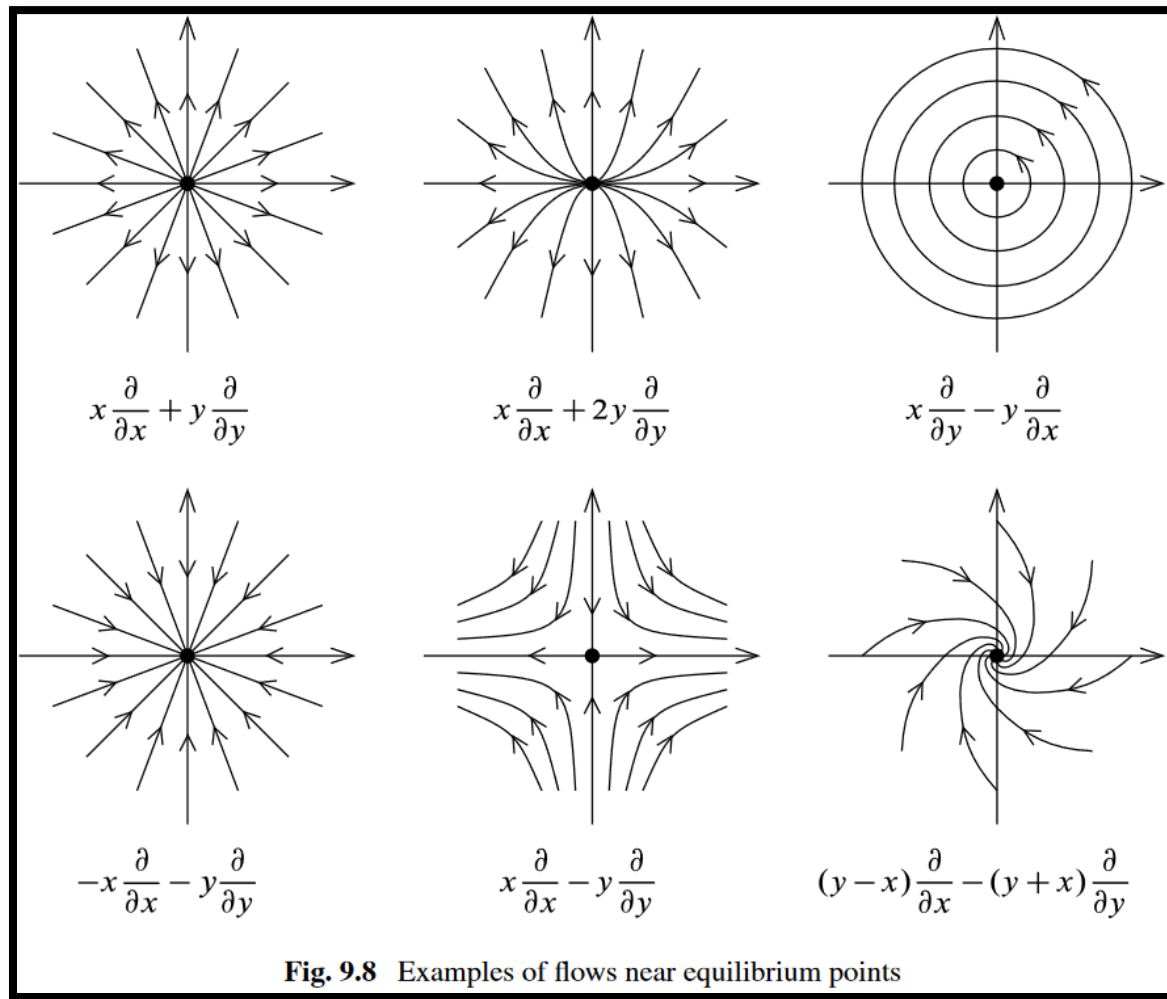 x ∂/∂x + y ∂/∂y
x ∂/∂x + 2y ∂/∂y
x ∂/∂y − y ∂/∂x
−x ∂/∂x − y ∂/∂y
x ∂/∂x − y ∂/∂y
(y − x) ∂/∂x − (y + x) ∂/∂y
Fig. 9.8 Examples of flows near equilibrium points